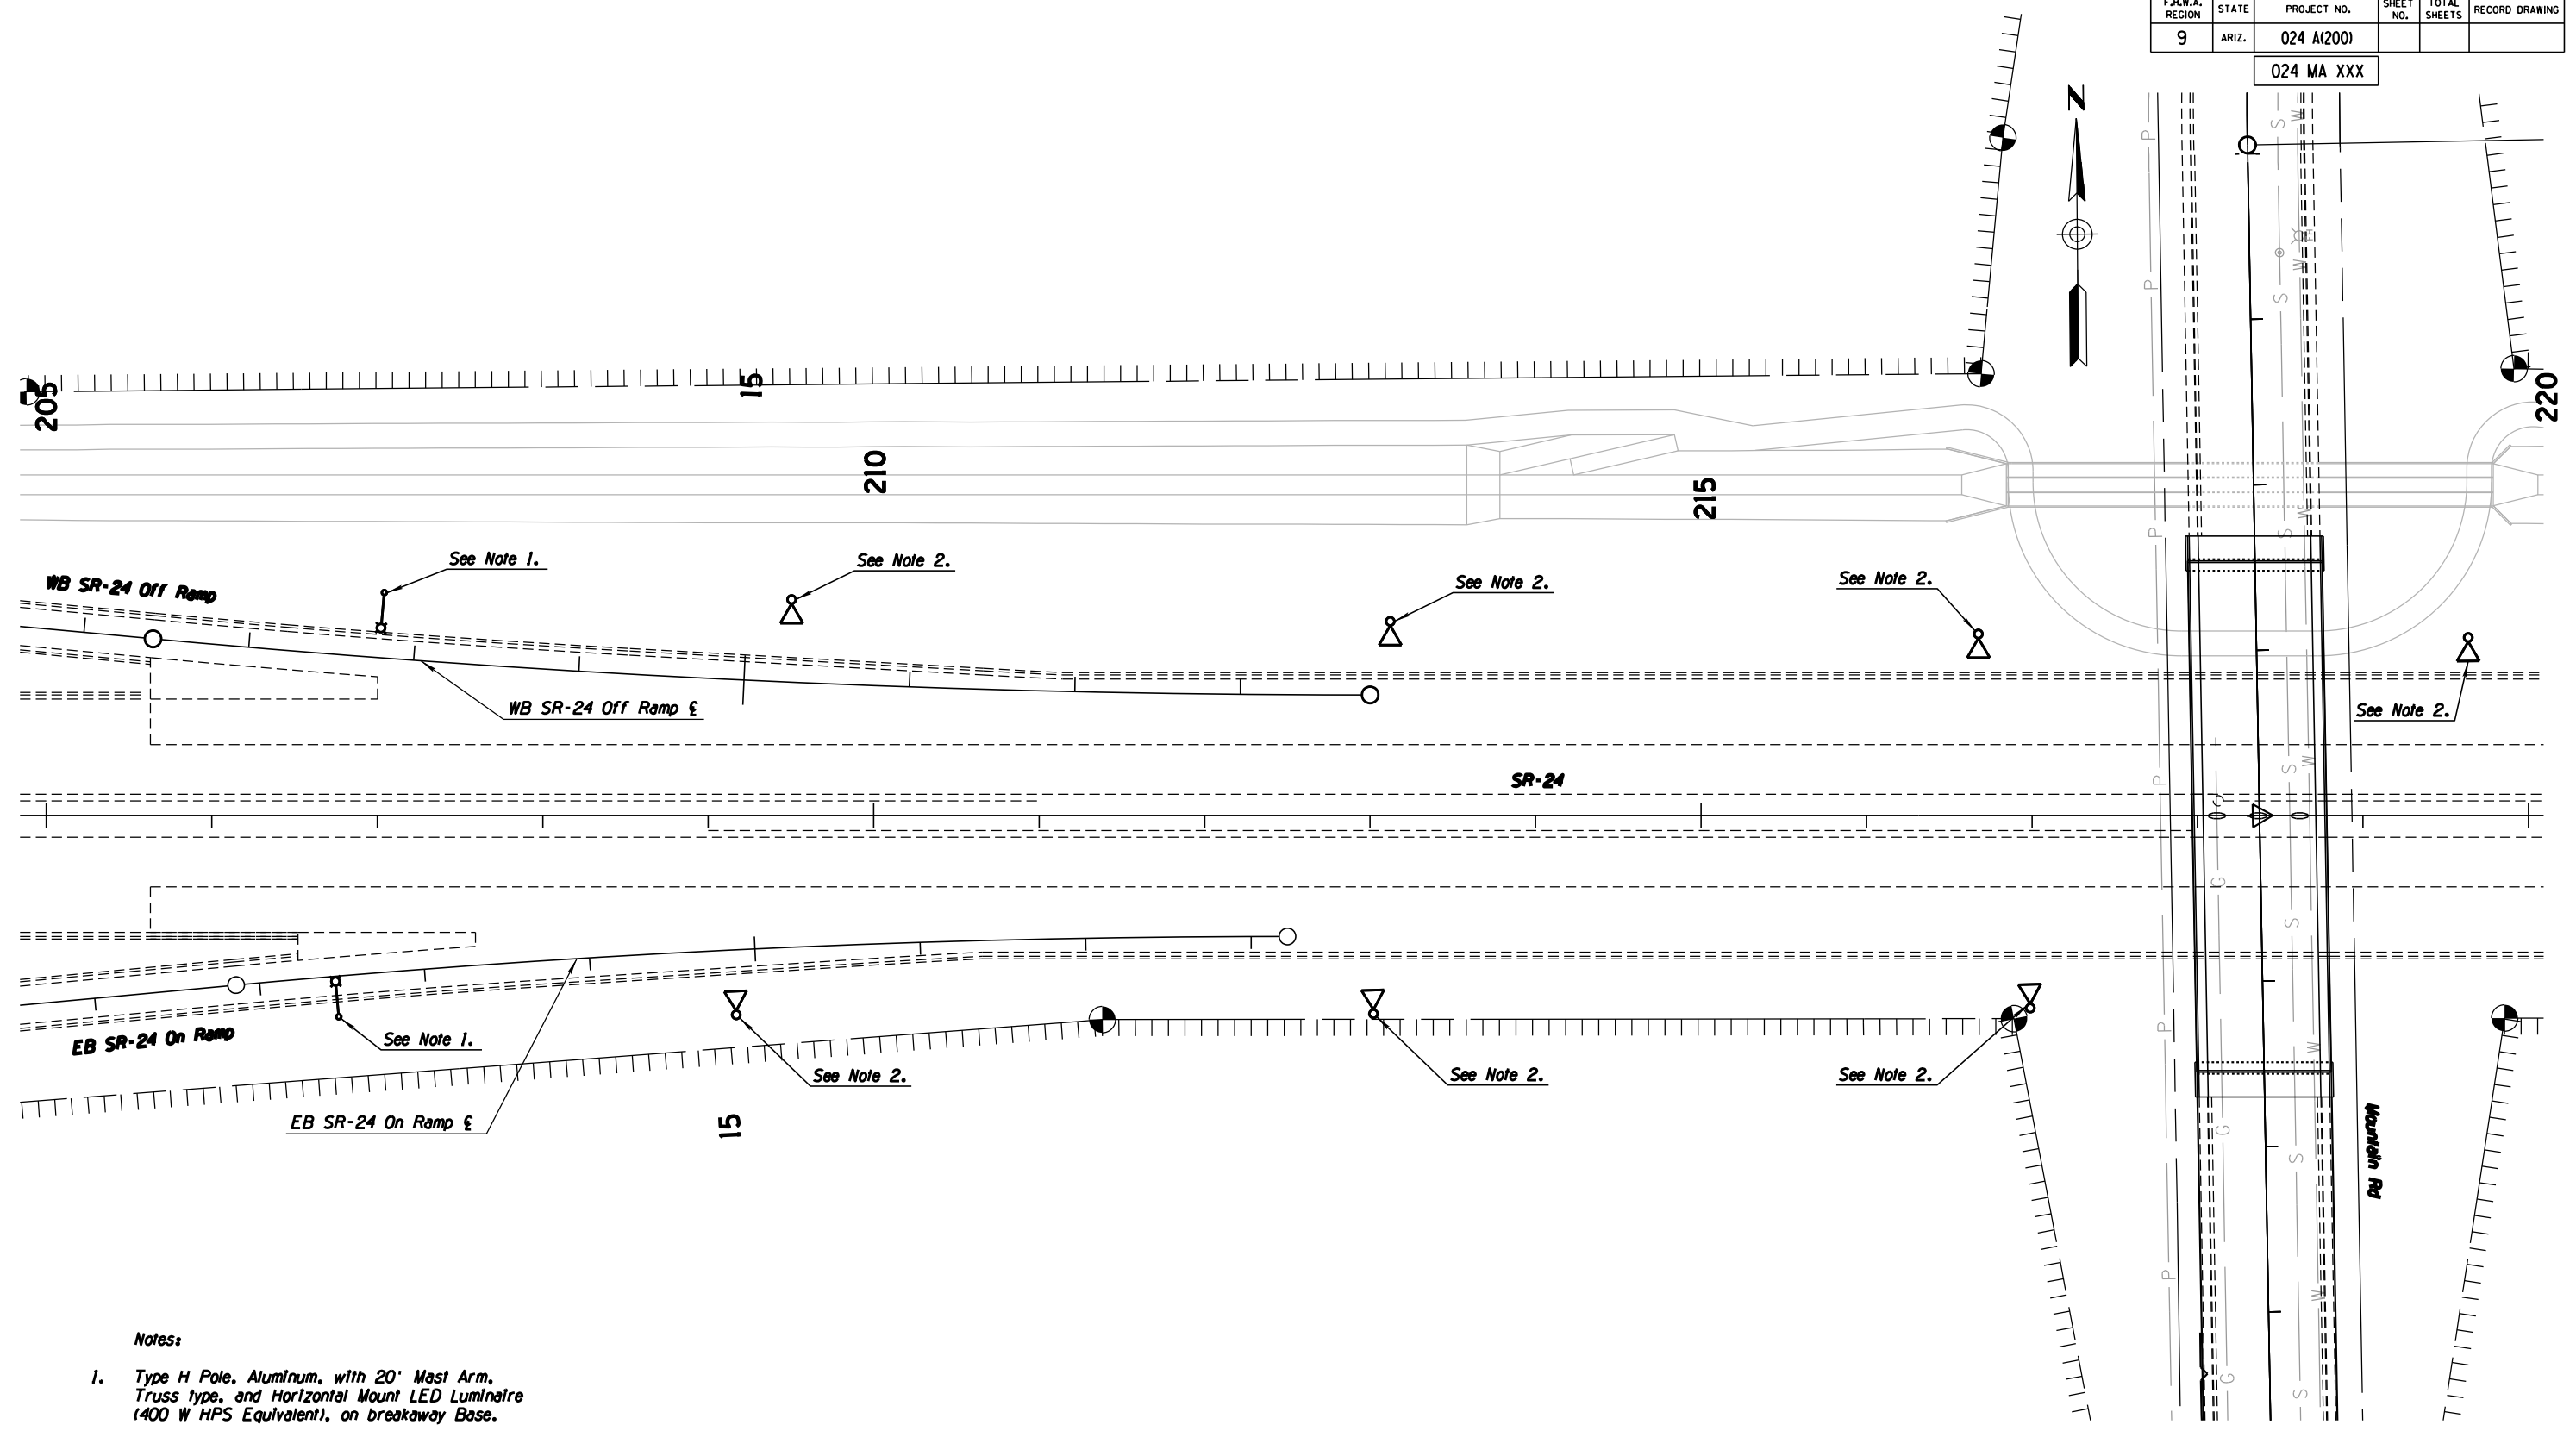 F.H.W.A. REGION STATE PROJECT NO. SHEET NO. TOTAL SHEETS RECORD DRAWING
9 ARIZ. 024 A(200)
024 MA XXX
N
P
S
W
P
S
W
W
205
15
220
210
215
P
S
W
See Note 1.
See Note 2.
See Note 2.
See Note 2.
WB SR-24 Off Ramp
WB SR-24 Off Ramp ℄
See Note 2.
SR-24
P
S
W
G
S
EB SR-24 On Ramp
See Note 1.
See Note 2.
See Note 2.
See Note 2.
P
W
EB SR-24 On Ramp ℄
15
G
S
Mountain Rd
P
W
G
S
Notes:
1. Type H Pole, Aluminum, with 20' Mast Arm,
Truss type, and Horizontal Mount LED Luminaire
(400 W HPS Equivalent), on breakaway Base.